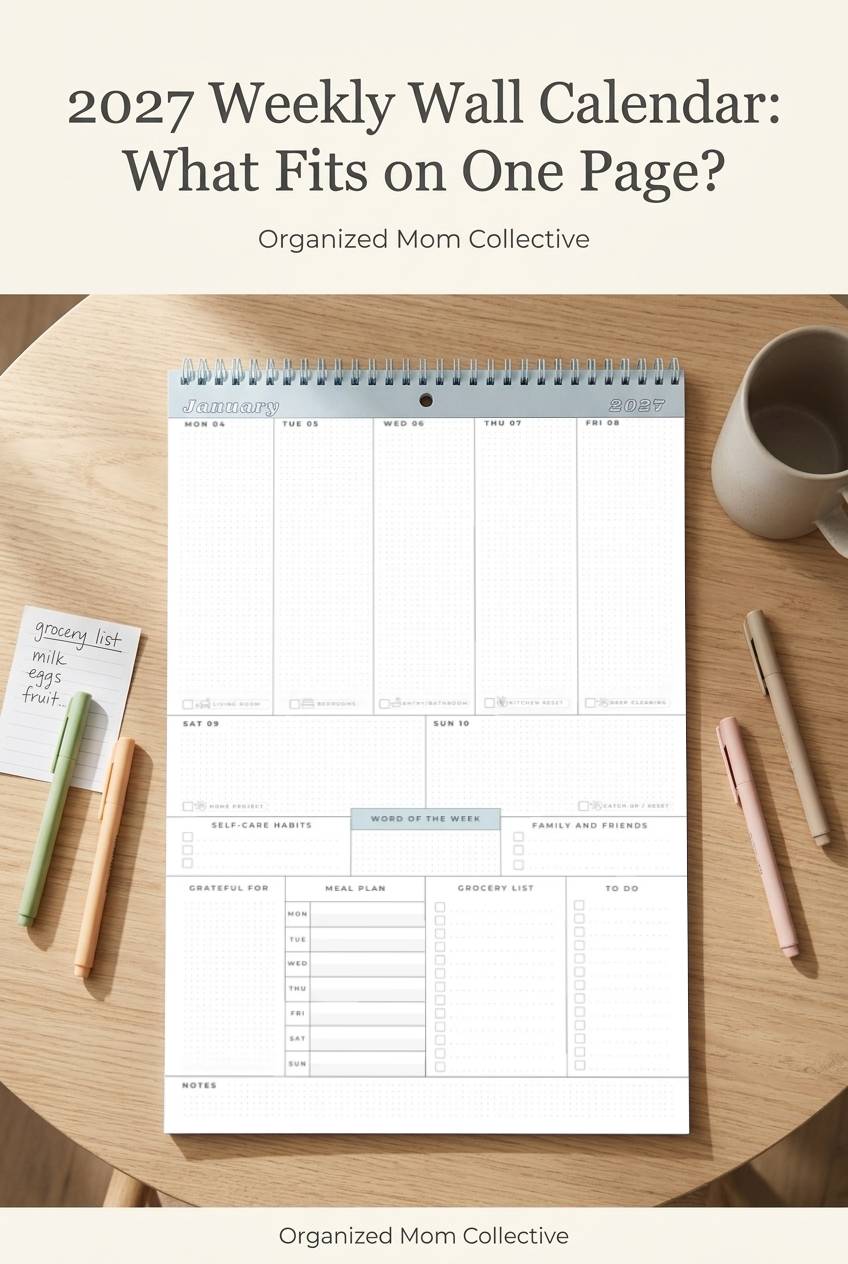 2027 Weekly Wall Calendar:
What Fits on One Page?
Organized Mom Collective
January 2027
MON 04 TUE 05 WED 06 THU 07 FRI 08
LIVING ROOM BEDROOMS ENTRY/BATHROOM KITCHEN RESET DEEP CLEANING
SAT 09 SUN 10
HOME PROJECT CATCH-UP / RESET
SELF-CARE HABITS WORD OF THE WEEK FAMILY AND FRIENDS
GRATEFUL FOR MEAL PLAN GROCERY LIST TO DO
MON
TUE
WED
THU
FRI
SAT
SUN
NOTES
grocery list
milk
eggs
fruit...
Organized Mom Collective